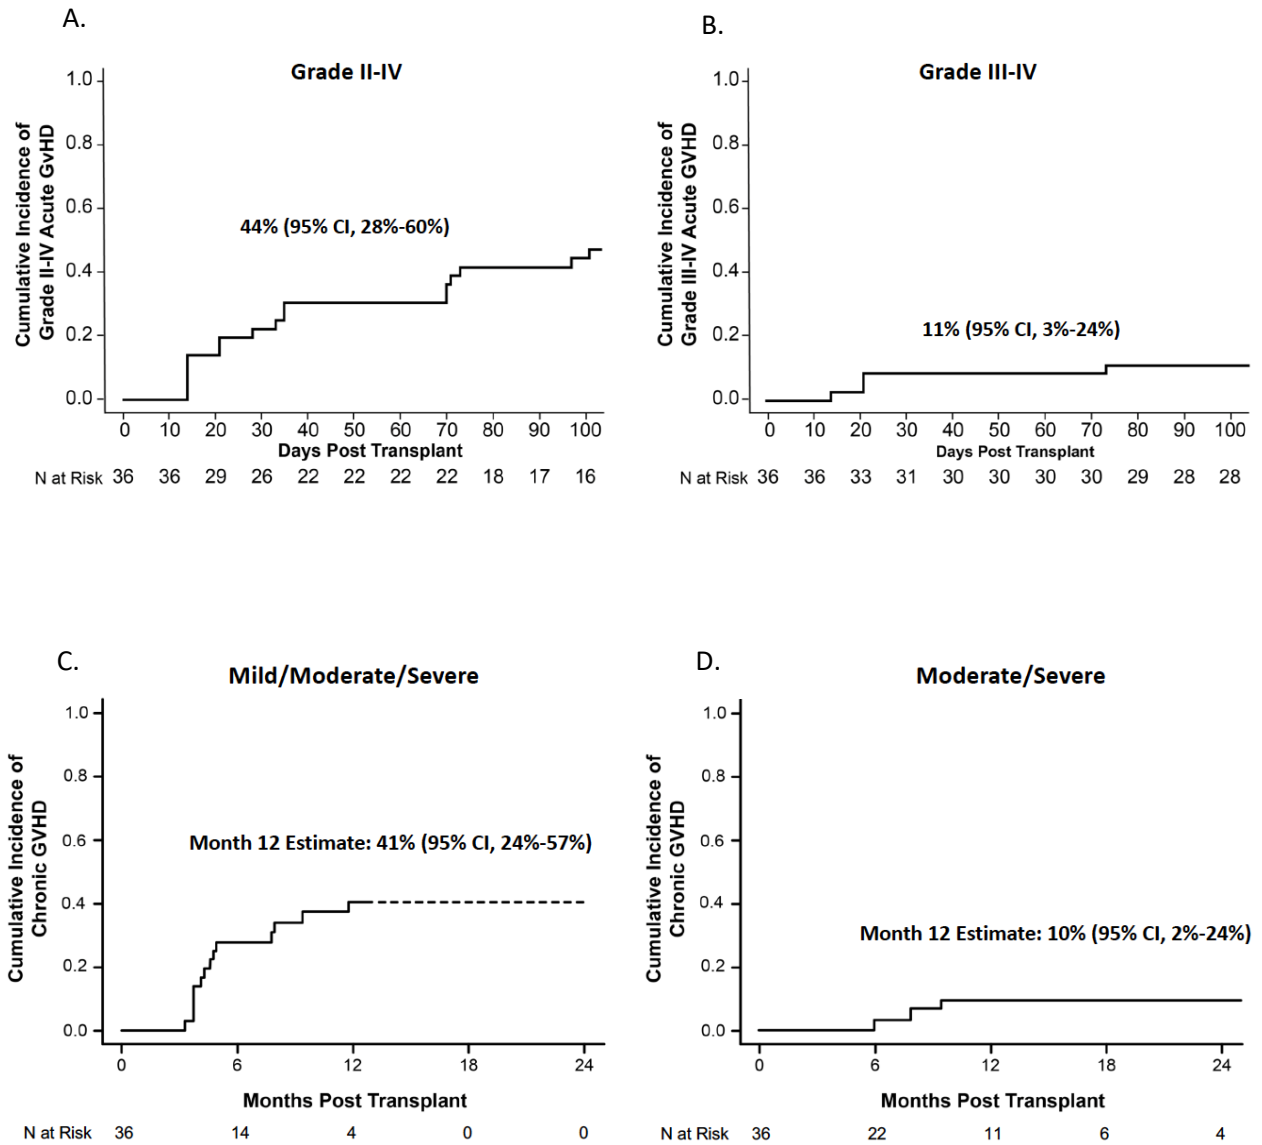 A.
Grade II-IV
Cumulative Incidence of
Grade II-IV Acute GvHD
1.0
0.8
0.6
0.4
0.2
0.0
44% (95% CI, 28%-60%)
0 10 20 30 40 50 60 70 80 90 100
Days Post Transplant
N at Risk 36 36 29 26 22 22 22 22 18 17 16
B.
Grade III-IV
Cumulative Incidence of
Grade III-IV Acute GVHD
1.0
0.8
0.6
0.4
0.2
0.0
11% (95% CI, 3%-24%)
0 10 20 30 40 50 60 70 80 90 100
Days Post Transplant
N at Risk 36 36 33 31 30 30 30 30 29 28 28
C.
Mild/Moderate/Severe
Cumulative Incidence of
Chronic GVHD
1.0
0.8
0.6
0.4
0.2
0.0
Month 12 Estimate: 41% (95% CI, 24%-57%)
0 6 12 18 24
Months Post Transplant
N at Risk 36 14 4 0 0
D.
Moderate/Severe
Cumulative Incidence of
Chronic GVHD
1.0
0.8
0.6
0.4
0.2
0.0
Month 12 Estimate: 10% (95% CI, 2%-24%)
0 6 12 18 24
Months Post Transplant
N at Risk 36 22 11 6 4